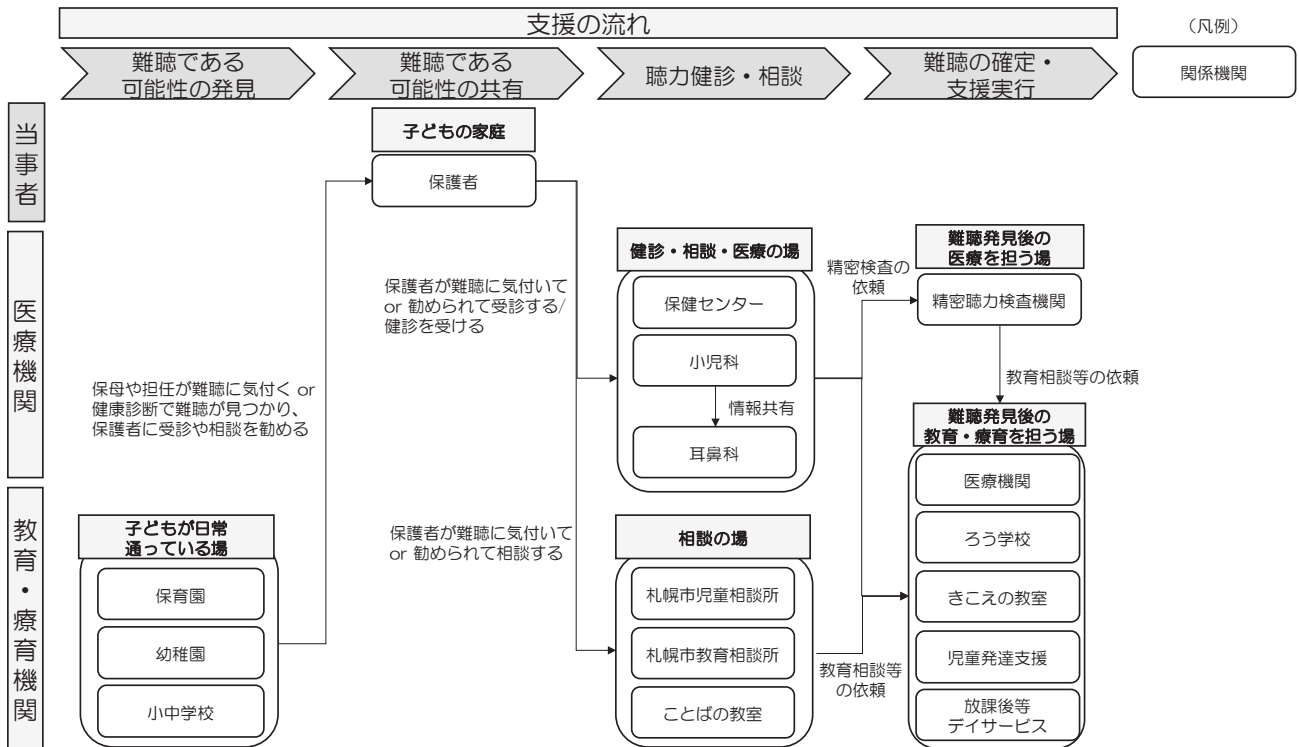 支援の流れ
（凡例）
関係機関
難聴である
可能性の発見
難聴である
可能性の共有
聴力健診・相談
難聴の確定・
支援実行
当事者
子どもの家庭
保護者
医療機関
保母や担任が難聴に気付く or
健康診断で難聴が見つかり、
保護者に受診や相談を勧める
保護者が難聴に気付いて
or 勧められて受診する/
健診を受ける
健診・相談・医療の場
保健センター
小児科
情報共有
耳鼻科
精密検査の
依頼
難聴発見後の
医療を担う場
精密聴力検査機関
教育相談等の依頼
難聴発見後の
教育・療育を担う場
医療機関
ろう学校
きこえの教室
児童発達支援
放課後等
デイサービス
教育・療育機関
子どもが日常
通っている場
保育園
幼稚園
小中学校
保護者が難聴に気付いて
or 勧められて相談する
相談の場
札幌市児童相談所
札幌市教育相談所
ことばの教室
教育相談等
の依頼